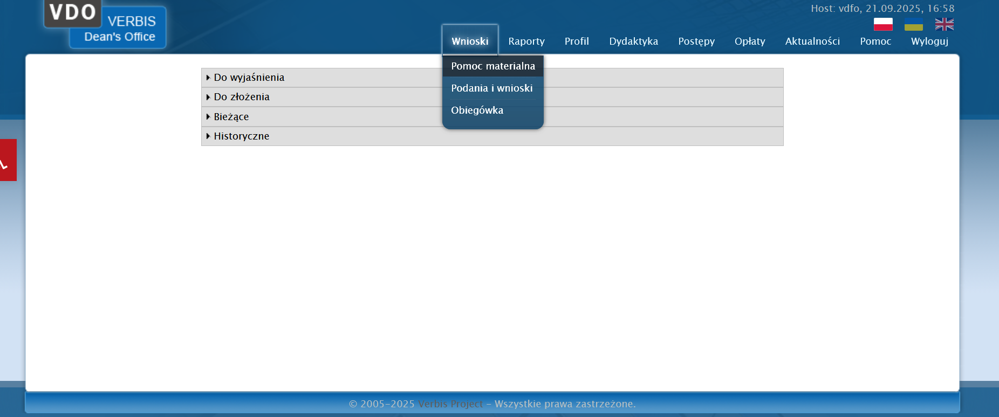 VDO
VERBIS
Dean's Office
Host: vdfo, 21.09.2025, 16:58
Wnioski Raporty Profil Dydaktyka Postępy Opłaty Aktualności Pomoc Wyloguj
Pomoc materialna
Podania i wnioski
Obiegówka
Do wyjaśnienia
Do złożenia
Bieżące
Historyczne
© 2005-2025 Verbis Project - Wszystkie prawa zastrzeżone.